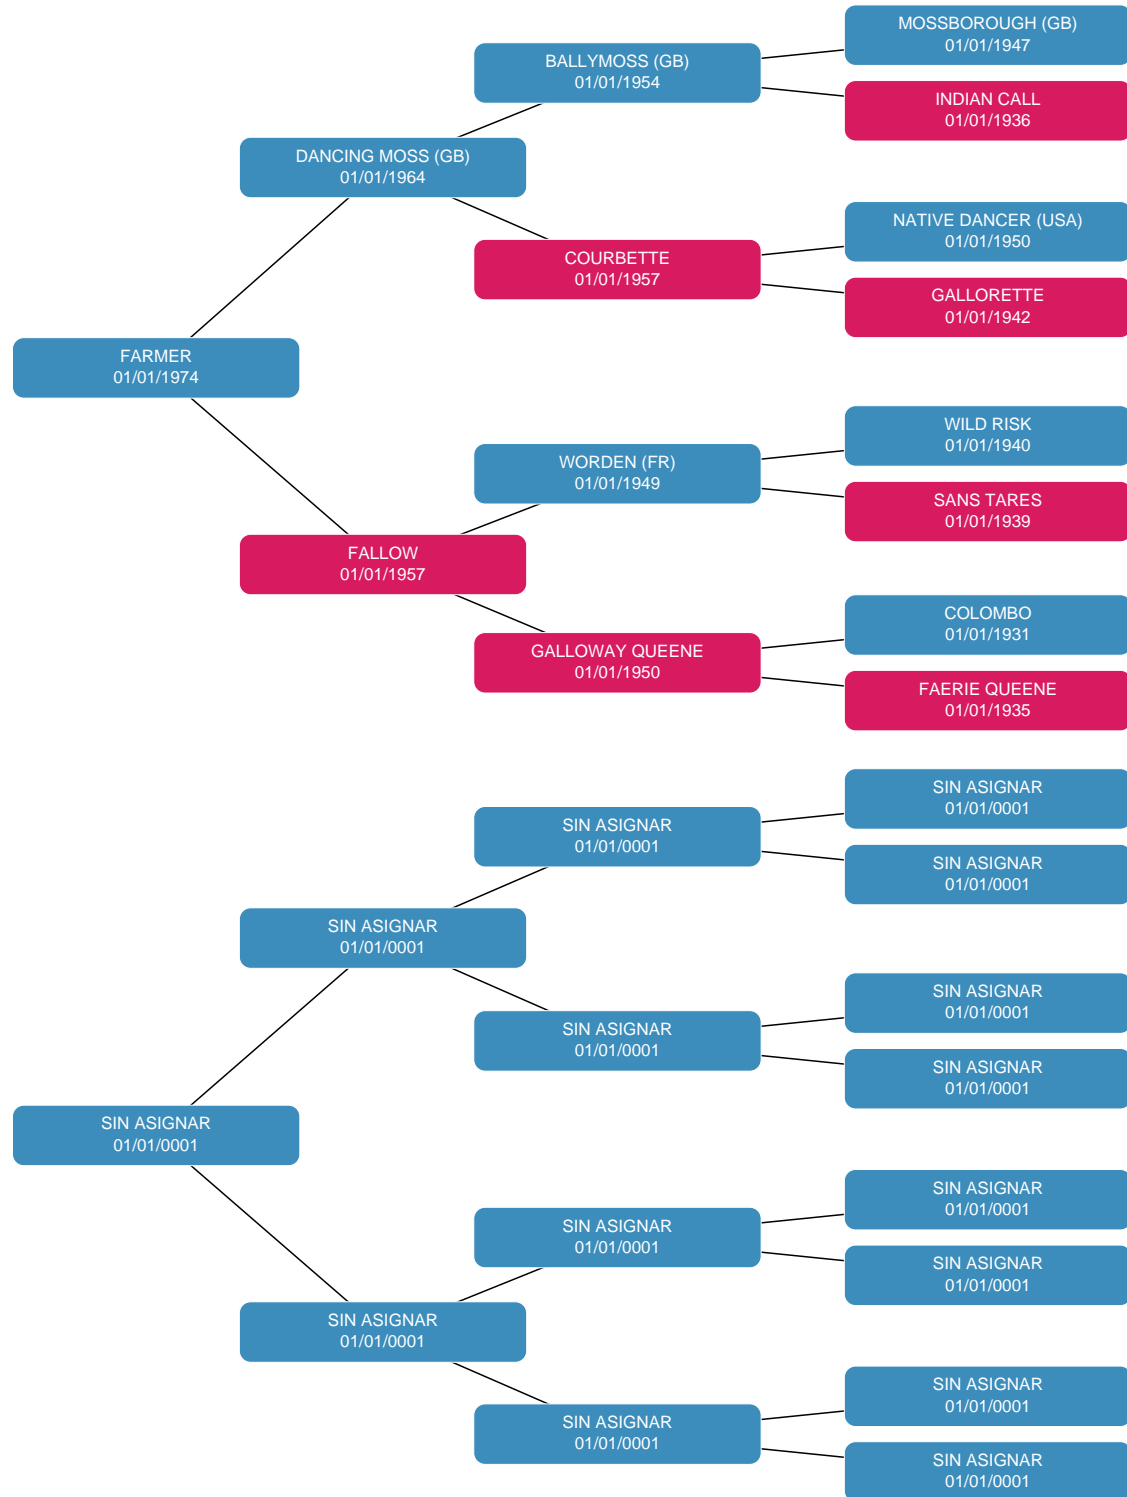 MOSSBOROUGH (GB)
01/01/1947
BALLYMOSS (GB)
01/01/1954
INDIAN CALL
01/01/1936
DANCING MOSS (GB)
01/01/1964
NATIVE DANCER (USA)
01/01/1950
COURBETTE
01/01/1957
GALLORETTE
01/01/1942
FARMER
01/01/1974
WILD RISK
01/01/1940
WORDEN (FR)
01/01/1949
SANS TARES
01/01/1939
FALLOW
01/01/1957
COLOMBO
01/01/1931
GALLOWAY QUEENE
01/01/1950
FAERIE QUEENE
01/01/1935
SIN ASIGNAR
01/01/0001
SIN ASIGNAR
01/01/0001
SIN ASIGNAR
01/01/0001
SIN ASIGNAR
01/01/0001
SIN ASIGNAR
01/01/0001
SIN ASIGNAR
01/01/0001
SIN ASIGNAR
01/01/0001
SIN ASIGNAR
01/01/0001
SIN ASIGNAR
01/01/0001
SIN ASIGNAR
01/01/0001
SIN ASIGNAR
01/01/0001
SIN ASIGNAR
01/01/0001
SIN ASIGNAR
01/01/0001
SIN ASIGNAR
01/01/0001
SIN ASIGNAR
01/01/0001